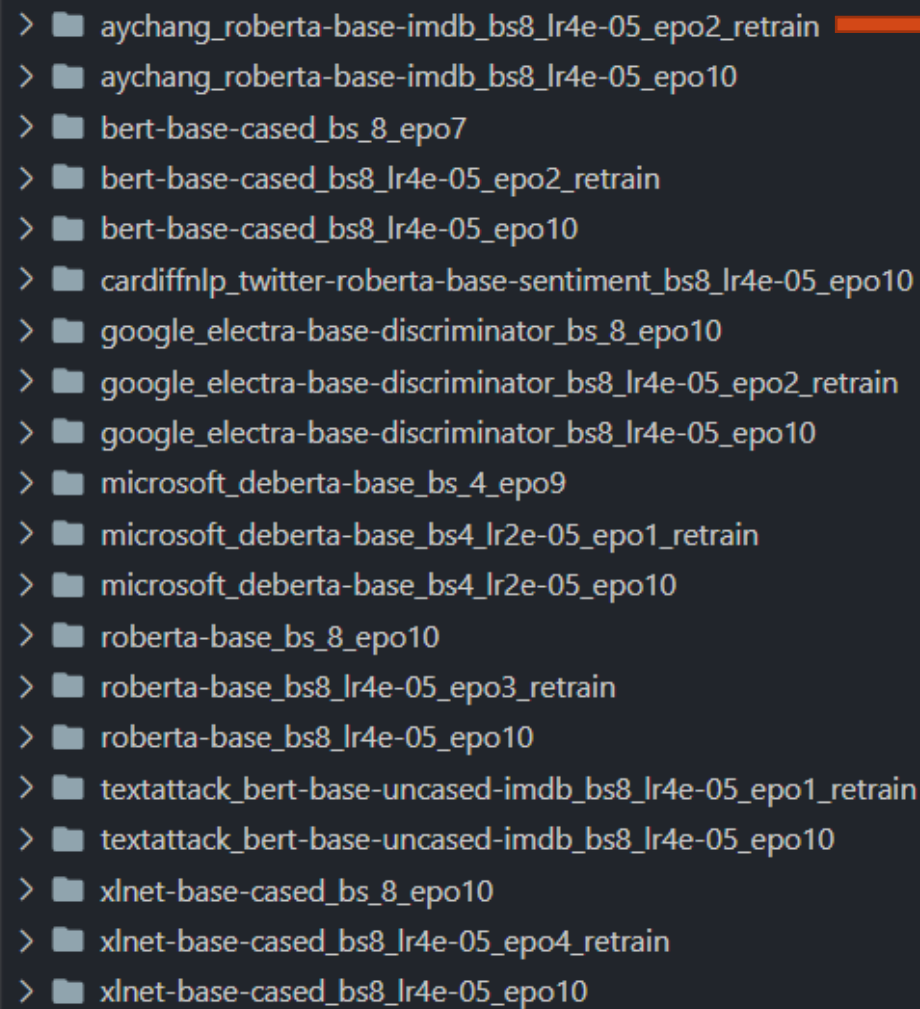 aychang_roberta-base-imdb_bs8_lr4e-05_epo2_retrain
aychang_roberta-base-imdb_bs8_lr4e-05_epo10
bert-base-cased_bs_8_epo7
bert-base-cased_bs8_lr4e-05_epo2_retrain
bert-base-cased_bs8_lr4e-05_epo10
cardiffnlp_twitter-roberta-base-sentiment_bs8_lr4e-05_epo10
google_electra-base-discriminator_bs_8_epo10
google_electra-base-discriminator_bs8_lr4e-05_epo2_retrain
google_electra-base-discriminator_bs8_lr4e-05_epo10
microsoft_deberta-base_bs_4_epo9
microsoft_deberta-base_bs4_lr2e-05_epo1_retrain
microsoft_deberta-base_bs4_lr2e-05_epo10
roberta-base_bs_8_epo10
roberta-base_bs8_lr4e-05_epo3_retrain
roberta-base_bs8_lr4e-05_epo10
textattack_bert-base-uncased-imdb_bs8_lr4e-05_epo1_retrain
textattack_bert-base-uncased-imdb_bs8_lr4e-05_epo10
xlnet-base-cased_bs_8_epo10
xlnet-base-cased_bs8_lr4e-05_epo4_retrain
xlnet-base-cased_bs8_lr4e-05_epo10